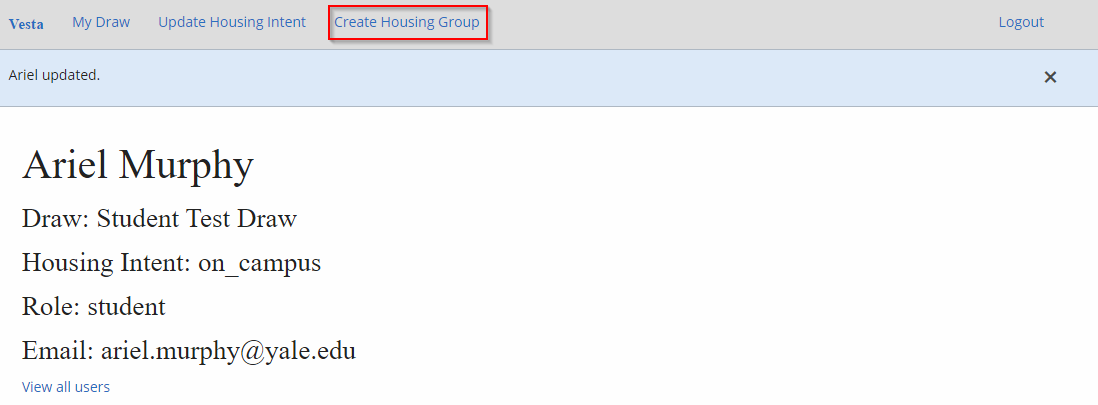 Vesta My Draw Update Housing Intent Create Housing Group Logout
Ariel updated. ×
Ariel Murphy
Draw: Student Test Draw
Housing Intent: on_campus
Role: student
Email: ariel.murphy@yale.edu
View all users